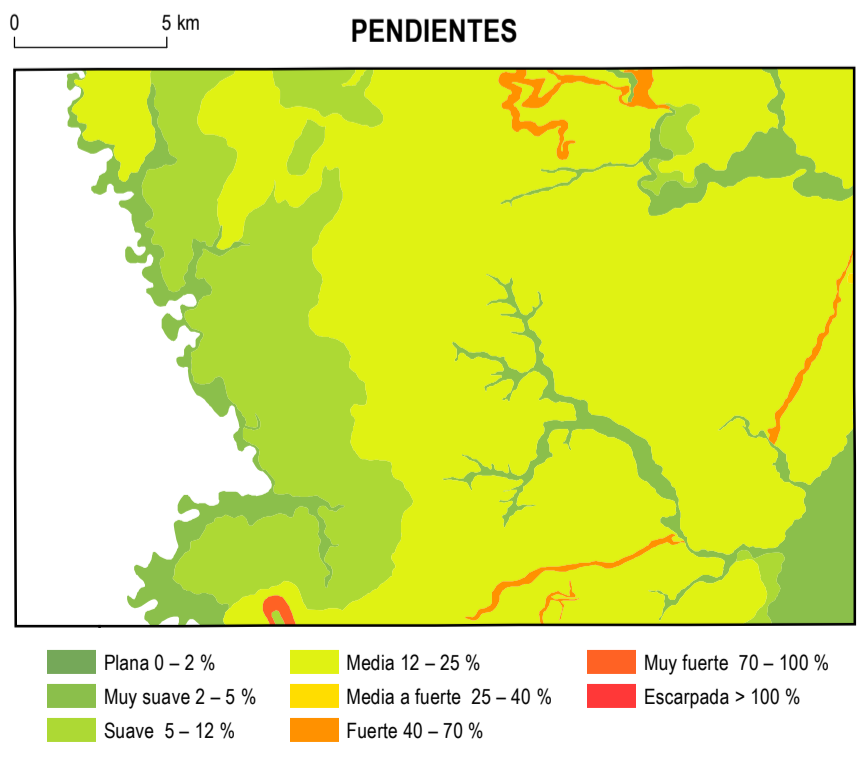 0 5 km
PENDIENTES
Plana 0 – 2 %
Muy suave 2 – 5 %
Suave 5 – 12 %
Media 12 – 25 %
Media a fuerte 25 – 40 %
Fuerte 40 – 70 %
Muy fuerte 70 – 100 %
Escarpada > 100 %